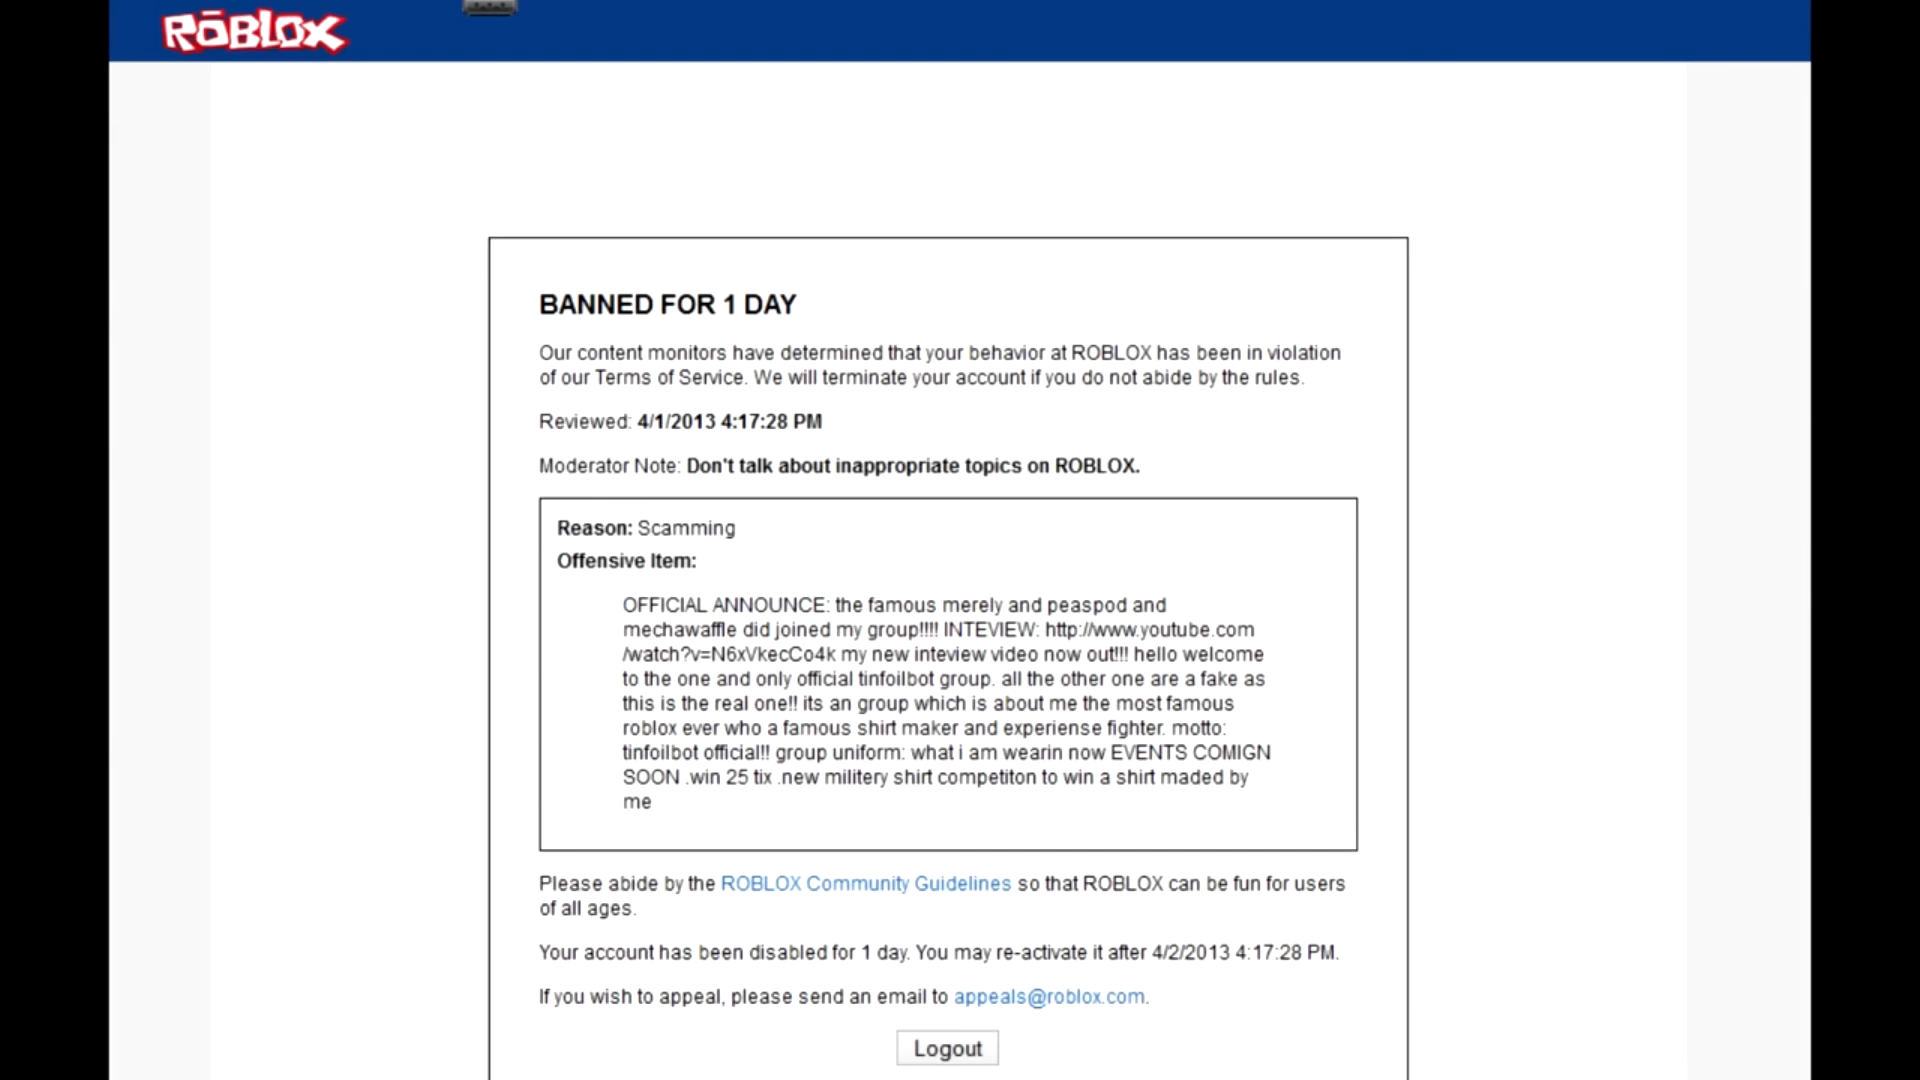 ROBLOX
BANNED FOR 1 DAY
Our content monitors have determined that your behavior at ROBLOX has been in violation
of our Terms of Service. We will terminate your account if you do not abide by the rules.
Reviewed: 4/1/2013 4:17:28 PM
Moderator Note: Don't talk about inappropriate topics on ROBLOX.
Reason: Scamming
Offensive Item:
OFFICIAL ANNOUNCE: the famous merely and peaspod and
mechawaffle did joined my group!!!! INTEVIEW: http://www.youtube.com
/watch?v=N6xVkecCo4k my new inteview video now out!!! hello welcome
to the one and only official tinfoilbot group. all the other one are a fake as
this is the real one!! its an group which is about me the most famous
roblox ever who a famous shirt maker and experiense fighter. motto:
tinfoilbot official!! group uniform: what i am wearin now EVENTS COMIGN
SOON .win 25 tix .new militery shirt competiton to win a shirt maded by
me
Please abide by the ROBLOX Community Guidelines so that ROBLOX can be fun for users
of all ages.
Your account has been disabled for 1 day. You may re-activate it after 4/2/2013 4:17:28 PM.
If you wish to appeal, please send an email to appeals@roblox.com.
Logout